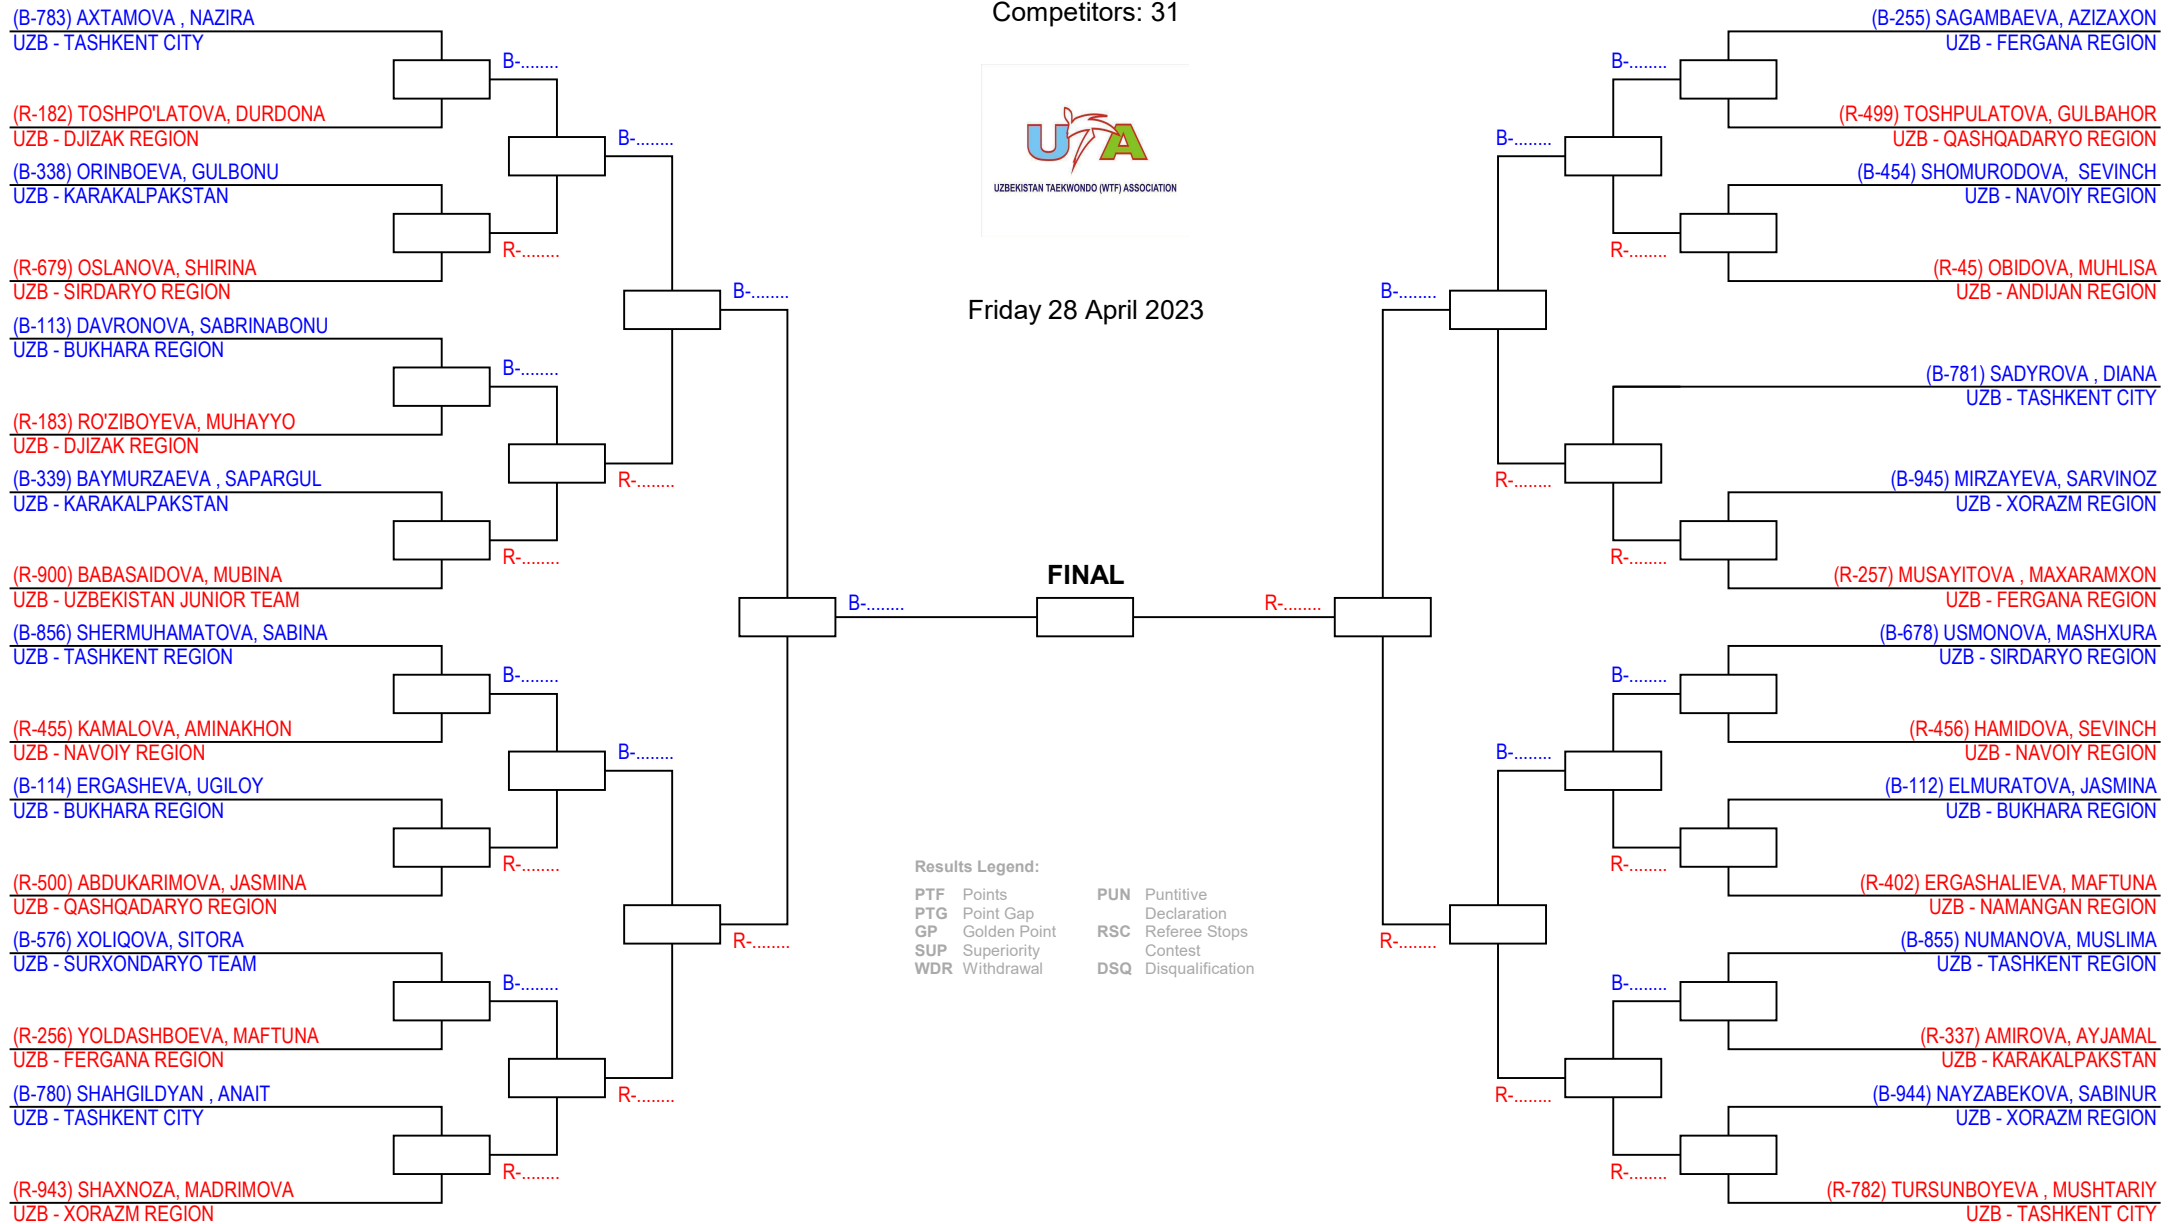 Competitors: 31
UTA
UZBEKISTAN TAEKWONDO (WTF) ASSOCIATION
Friday 28 April 2023
(B-783) AXTAMOVA , NAZIRA
UZB - TASHKENT CITY
B-........
(R-182) TOSHPO'LATOVA, DURDONA
UZB - DJIZAK REGION
B-........
(B-338) ORINBOEVA, GULBONU
UZB - KARAKALPAKSTAN
R-........
(R-679) OSLANOVA, SHIRINA
UZB - SIRDARYO REGION
B-........
(B-113) DAVRONOVA, SABRINABONU
UZB - BUKHARA REGION
B-........
(R-183) RO'ZIBOYEVA, MUHAYYO
UZB - DJIZAK REGION
(B-339) BAYMURZAEVA , SAPARGUL
R-........
UZB - KARAKALPAKSTAN
R-........
(R-900) BABASAIDOVA, MUBINA
UZB - UZBEKISTAN JUNIOR TEAM
B-........
(B-856) SHERMUHAMATOVA, SABINA
UZB - TASHKENT REGION
B-........
(R-455) KAMALOVA, AMINAKHON
UZB - NAVOIY REGION
B-........
(B-114) ERGASHEVA, UGILOY
UZB - BUKHARA REGION
R-........
(R-500) ABDUKARIMOVA, JASMINA
UZB - QASHQADARYO REGION
(B-576) XOLIQOVA, SITORA
R-........
UZB - SURXONDARYO TEAM
B-........
(R-256) YOLDASHBOEVA, MAFTUNA
UZB - FERGANA REGION
(B-780) SHAHGILDYAN , ANAIT
R-........
UZB - TASHKENT CITY
R-........
(R-943) SHAXNOZA, MADRIMOVA
UZB - XORAZM REGION
FINAL
Results Legend:
PTF Points
PTG Point Gap
GP Golden Point
SUP Superiority
WDR Withdrawal
PUN Puntitive
Declaration
RSC Referee Stops
Contest
DSQ Disqualification
(B-255) SAGAMBAEVA, AZIZAXON
UZB - FERGANA REGION
B-........
(R-499) TOSHPULATOVA, GULBAHOR
UZB - QASHQADARYO REGION
B-........
(B-454) SHOMURODOVA,  SEVINCH
UZB - NAVOIY REGION
R-........
(R-45) OBIDOVA, MUHLISA
UZB - ANDIJAN REGION
B-........
(B-781) SADYROVA , DIANA
UZB - TASHKENT CITY
(B-945) MIRZAYEVA, SARVINOZ
R-........
UZB - XORAZM REGION
R-........
(R-257) MUSAYITOVA , MAXARAMXON
UZB - FERGANA REGION
R-........
(B-678) USMONOVA, MASHXURA
UZB - SIRDARYO REGION
B-........
(R-456) HAMIDOVA, SEVINCH
UZB - NAVOIY REGION
B-........
(B-112) ELMURATOVA, JASMINA
UZB - BUKHARA REGION
R-........
(R-402) ERGASHALIEVA, MAFTUNA
UZB - NAMANGAN REGION
(B-855) NUMANOVA, MUSLIMA
R-........
UZB - TASHKENT REGION
B-........
(R-337) AMIROVA, AYJAMAL
UZB - KARAKALPAKSTAN
(B-944) NAYZABEKOVA, SABINUR
R-........
UZB - XORAZM REGION
R-........
(R-782) TURSUNBOYEVA , MUSHTARIY
UZB - TASHKENT CITY